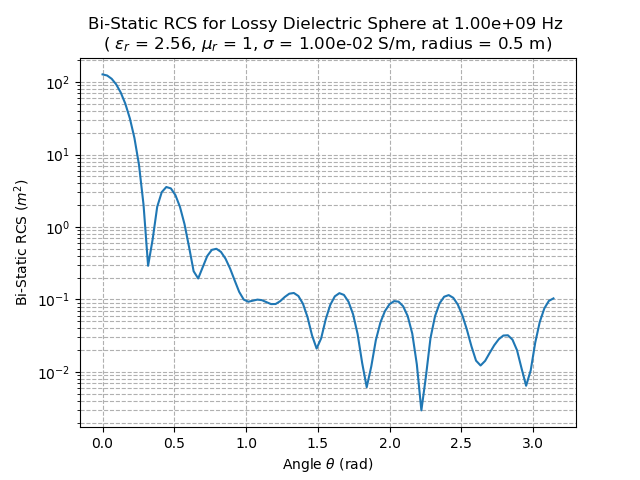 Bi-Static RCS for Lossy Dielectric Sphere at 1.00e+09 Hz
( εᵣ = 2.56, μᵣ = 1, σ = 1.00e-02 S/m, radius = 0.5 m)
Bi-Static RCS (m²)
10²
10¹
10⁰
10⁻¹
10⁻²
0.0 0.5 1.0 1.5 2.0 2.5 3.0
Angle θ (rad)